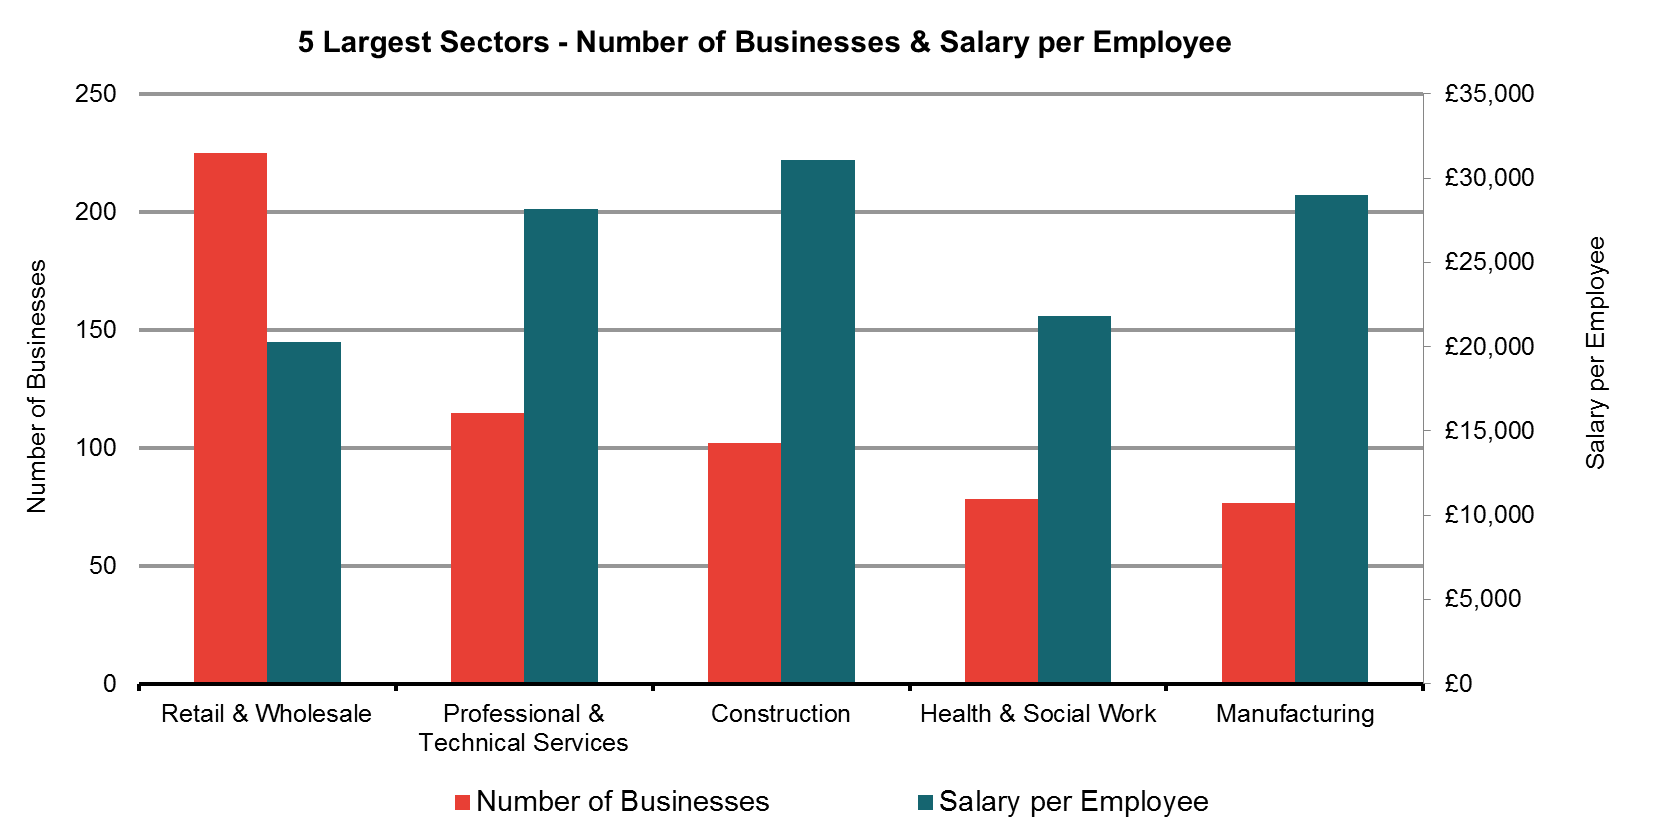 5 Largest Sectors - Number of Businesses & Salary per Employee
250
200
150
100
50
0
Number of Businesses
£35,000
£30,000
£25,000
£20,000
£15,000
£10,000
£5,000
£0
Salary per Employee
Retail & Wholesale
Professional &
Technical Services
Construction
Health & Social Work
Manufacturing
Number of Businesses
Salary per Employee